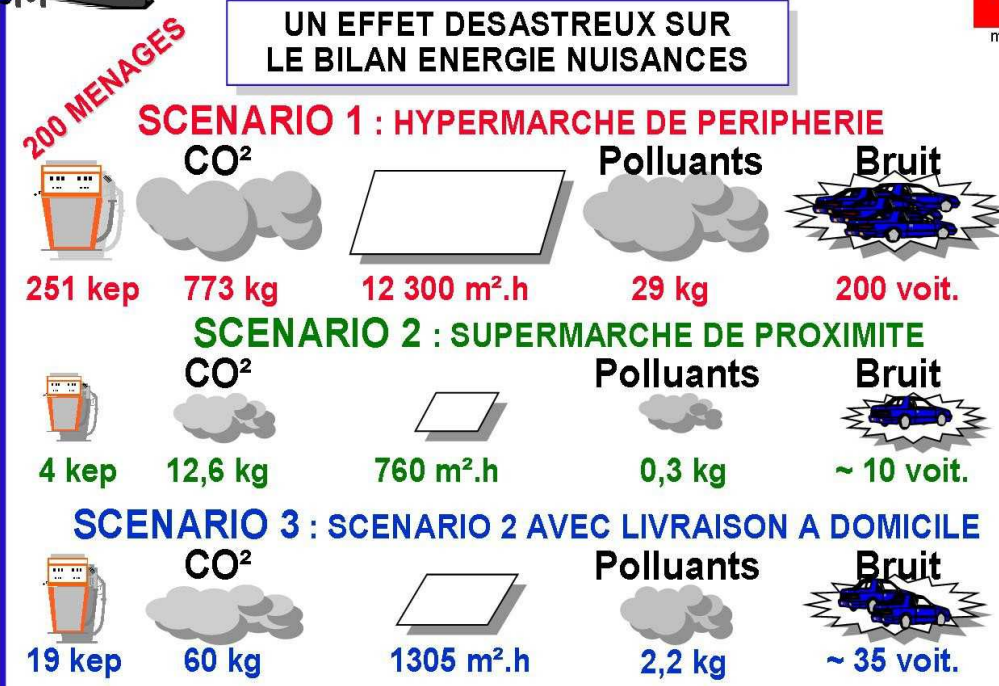 UN EFFET DESASTREUX SUR
LE BILAN ENERGIE NUISANCES
200 MENAGES
SCENARIO 1 : HYPERMARCHE DE PERIPHERIE
CO² Polluants Bruit
251 kep 773 kg 12 300 m².h 29 kg 200 voit.
SCENARIO 2 : SUPERMARCHE DE PROXIMITE
CO² Polluants Bruit
4 kep 12,6 kg 760 m².h 0,3 kg ~ 10 voit.
SCENARIO 3 : SCENARIO 2 AVEC LIVRAISON A DOMICILE
CO² Polluants Bruit
19 kep 60 kg 1305 m².h 2,2 kg ~ 35 voit.